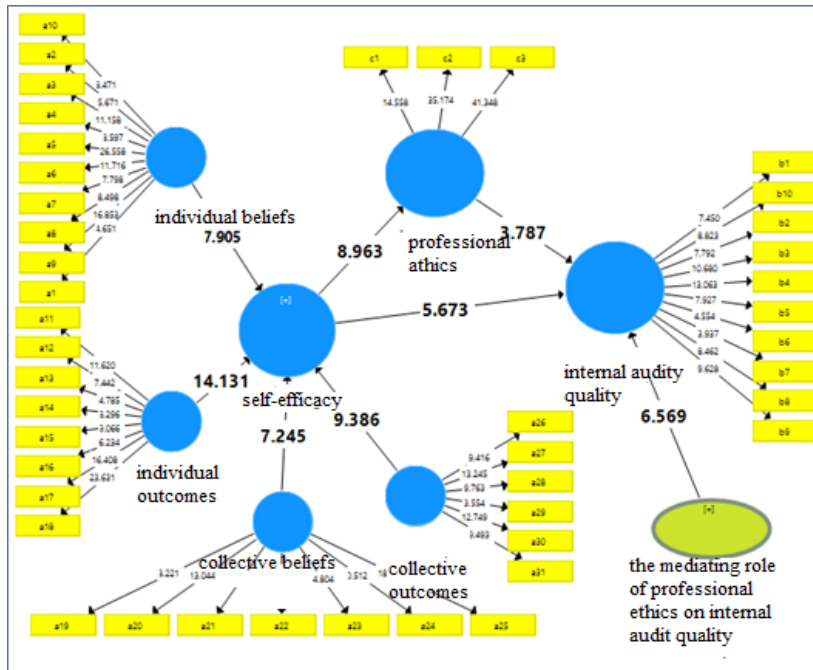 a10
a2
a3
a4
a5
a6
a7
a8
a9
a1
3.471
5.671
11.158
3.597
26.558
11.716
7.798
8.498
16.853
4.651
individual beliefs
7.905
c1
c2
c3
14.558
35.174
41.348
professional
athics
8.963
3.787
b1
b10
b2
b3
b4
b5
b6
b7
b8
b9
7.450
8.823
7.792
10.680
13.063
7.927
4.554
3.937
8.462
9.628
internal audity
quality
5.673
[+]
self-efficacy
a11
a12
a13
a14
a15
a16
a17
a18
11.620
7.442
4.785
3.296
3.066
6.234
16.408
23.631
14.131
individual
outcomes
7.245
9.386
a26
a27
a28
a29
a30
a31
9.416
13.245
9.763
3.554
12.749
3.493
collective
outcomes
collective beliefs
3.221
13.044
4.804
0.512
18
a19
a20
a21
a22
a23
a24
a25
6.569
[+]
the mediating role
of professional
ethics on internal
audit quality